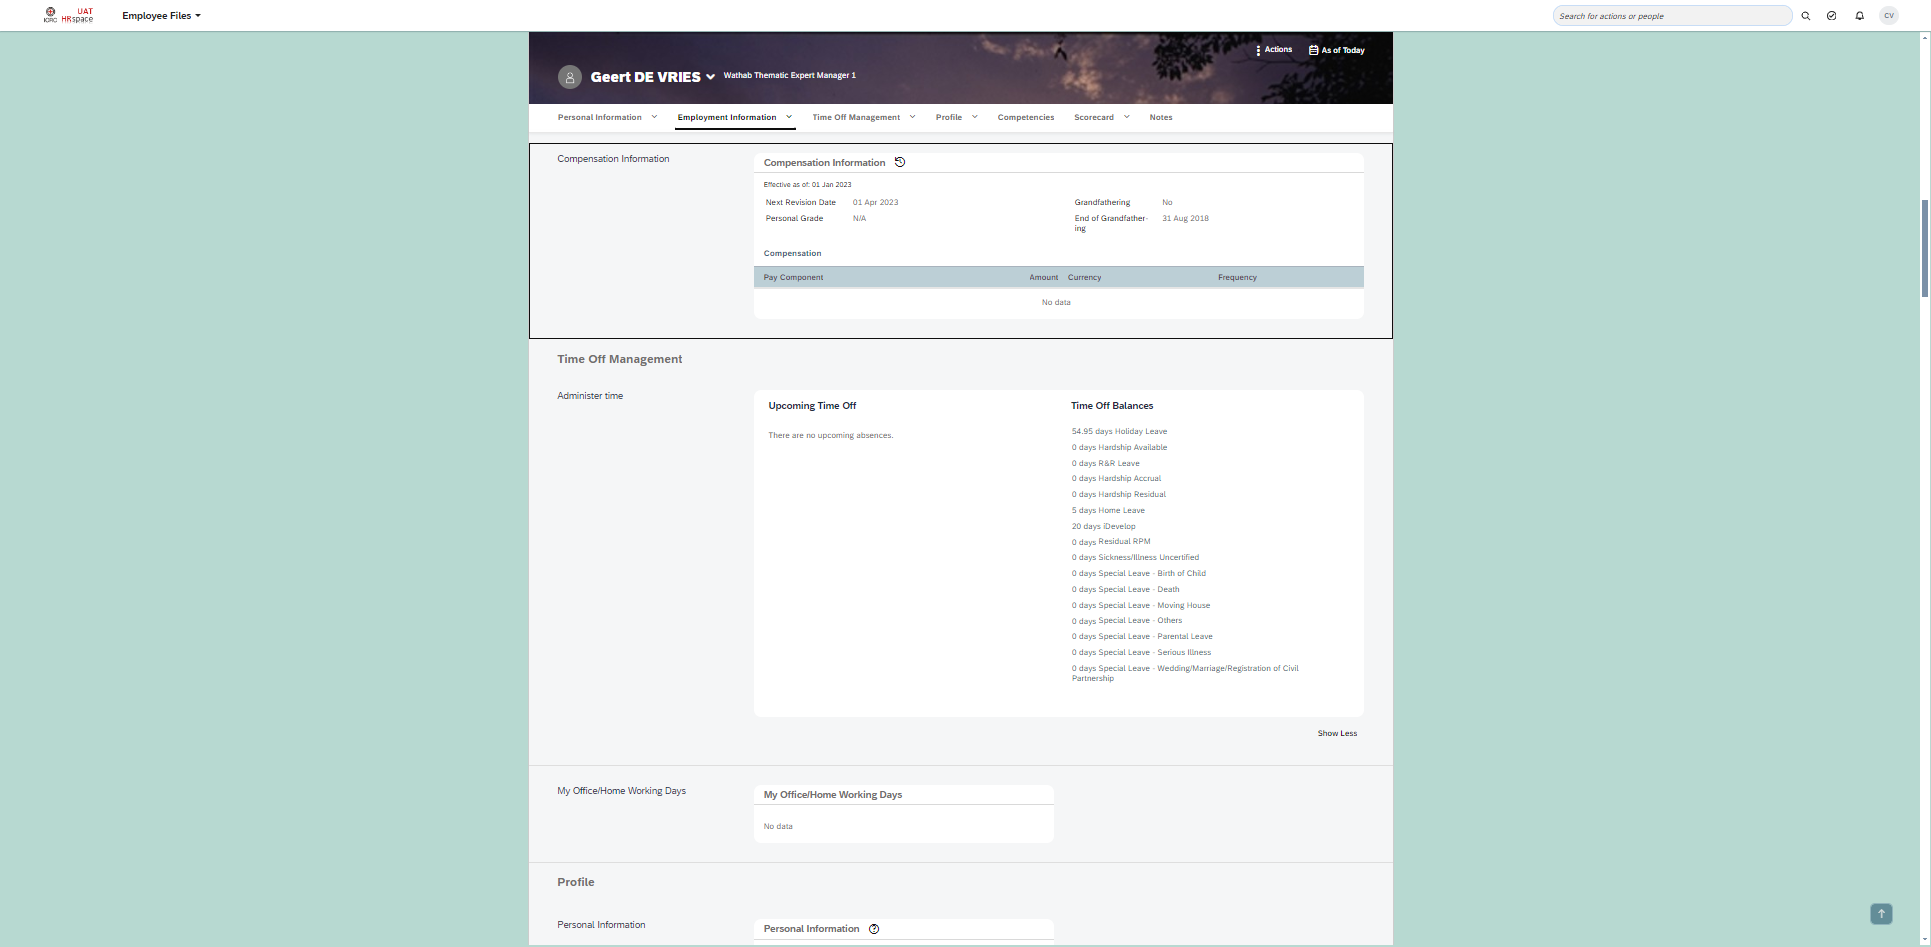 UAT
ICRC HRspace
Employee Files
Search for actions or people
CV
Actions
As of Today
Geert DE VRIES
Wathab Thematic Expert Manager 1
Personal Information
Employment Information
Time Off Management
Profile
Competencies
Scorecard
Notes
Compensation Information
Compensation Information
Effective as of: 01 Jan 2023
Next Revision Date 01 Apr 2023
Grandfathering No
Personal Grade N/A
End of Grandfather- 31 Aug 2018
ing
Compensation
Pay Component Amount Currency Frequency
No data
Time Off Management
Administer time
Upcoming Time Off
There are no upcoming absences.
Time Off Balances
54.95 days Holiday Leave
0 days Hardship Available
0 days R&R Leave
0 days Hardship Accrual
0 days Hardship Residual
5 days Home Leave
20 days iDevelop
0 days Residual RPM
0 days Sickness/Illness Uncertified
0 days Special Leave - Birth of Child
0 days Special Leave - Death
0 days Special Leave - Moving House
0 days Special Leave - Others
0 days Special Leave - Parental Leave
0 days Special Leave - Serious Illness
0 days Special Leave - Wedding/Marriage/Registration of Civil
Partnership
Show Less
My Office/Home Working Days
My Office/Home Working Days
No data
Profile
Personal Information
Personal Information